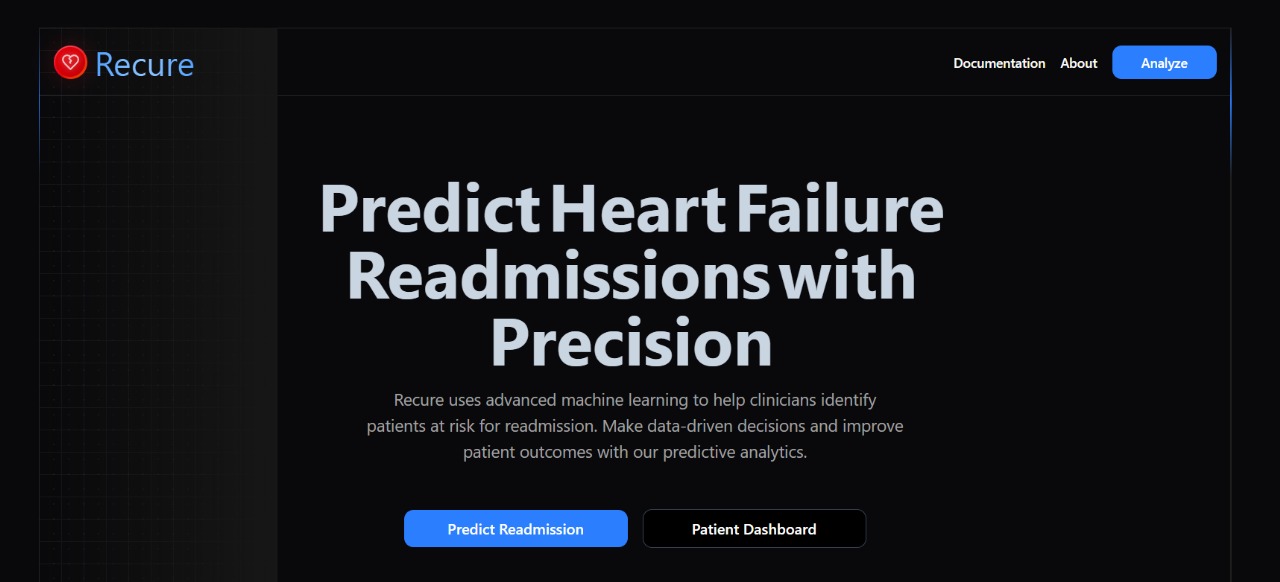 Recure
Documentation
About
Analyze
Predict Heart Failure
Readmissions with
Precision
Recure uses advanced machine learning to help clinicians identify
patients at risk for readmission. Make data-driven decisions and improve
patient outcomes with our predictive analytics.
Predict Readmission
Patient Dashboard